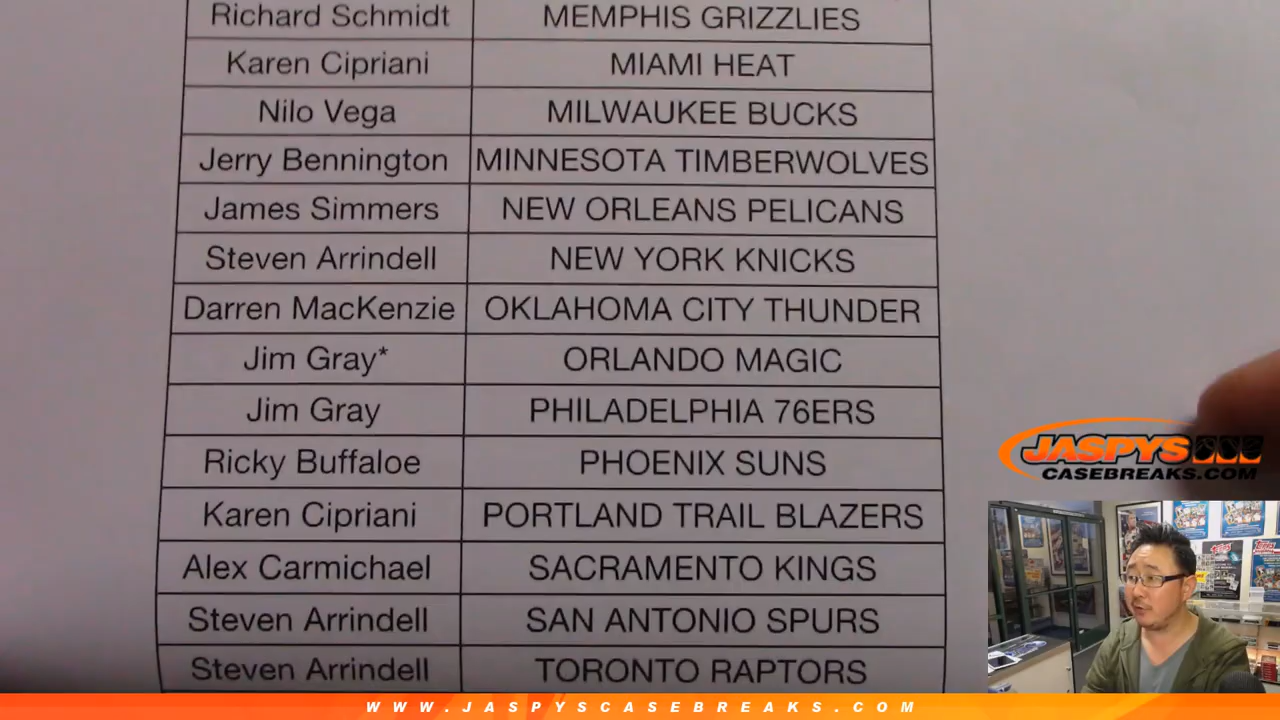 Richard Schmidt MEMPHIS GRIZZLIES
Karen Cipriani MIAMI HEAT
Nilo Vega MILWAUKEE BUCKS
Jerry Bennington MINNESOTA TIMBERWOLVES
James Simmers NEW ORLEANS PELICANS
Steven Arrindell NEW YORK KNICKS
Darren MacKenzie OKLAHOMA CITY THUNDER
Jim Gray* ORLANDO MAGIC
Jim Gray PHILADELPHIA 76ERS
Ricky Buffaloe PHOENIX SUNS
Karen Cipriani PORTLAND TRAIL BLAZERS
Alex Carmichael SACRAMENTO KINGS
Steven Arrindell SAN ANTONIO SPURS
Steven Arrindell TORONTO RAPTORS
JASPYS
CASEBREAKS.COM
WWW.JASPYSCASEBREAKS.COM